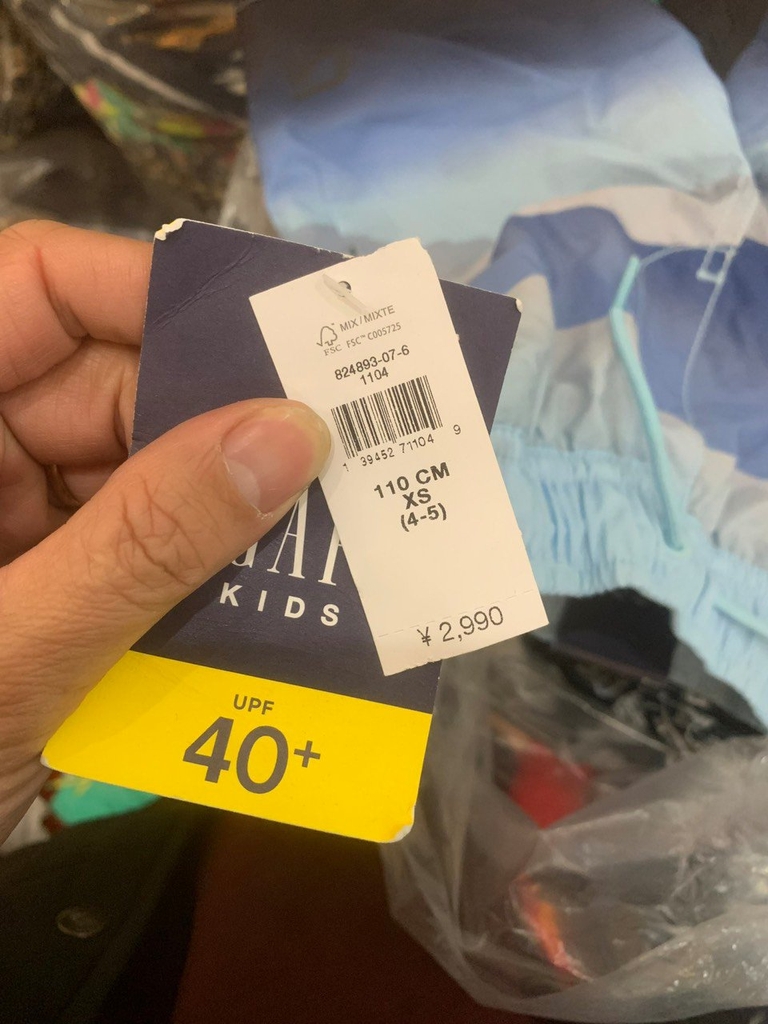 MIX / MIXTE
FSC FSC™ C005725
824893-07-6
1104
1 39452 71104 9
110 CM
XS
(4-5)
¥ 2,990
GAP
KIDS
UPF
40+